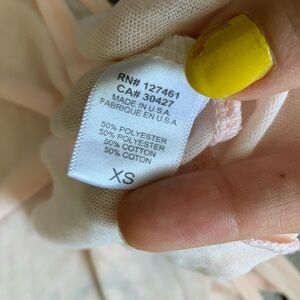 RN# 127461
CA# 30427
MADE IN U.S.A
FABRIQUE EN U.S.A
50% POLYESTER
50% POLYESTER
50% COTTON
50% COTON
XS